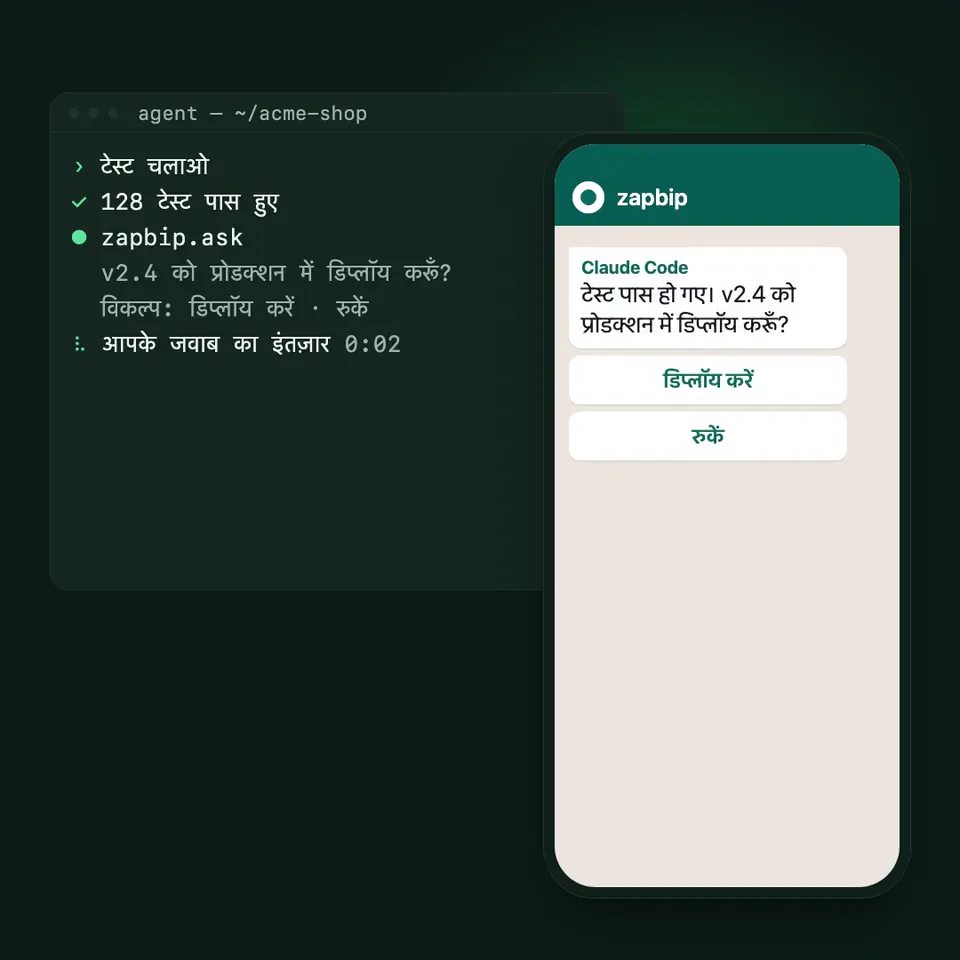 agent — ~/acme-shop
› टेस्ट चलाओ
✓ 128 टेस्ट पास हुए
● zapbip.ask
v2.4 को प्रोडक्शन में डिप्लॉय करूँ?
विकल्प: डिप्लॉय करें · रुकें
आपके जवाब का इंतज़ार 0:02
zapbip
Claude Code
टेस्ट पास हो गए। v2.4 को
प्रोडक्शन में डिप्लॉय करूँ?
डिप्लॉय करें
रुकें